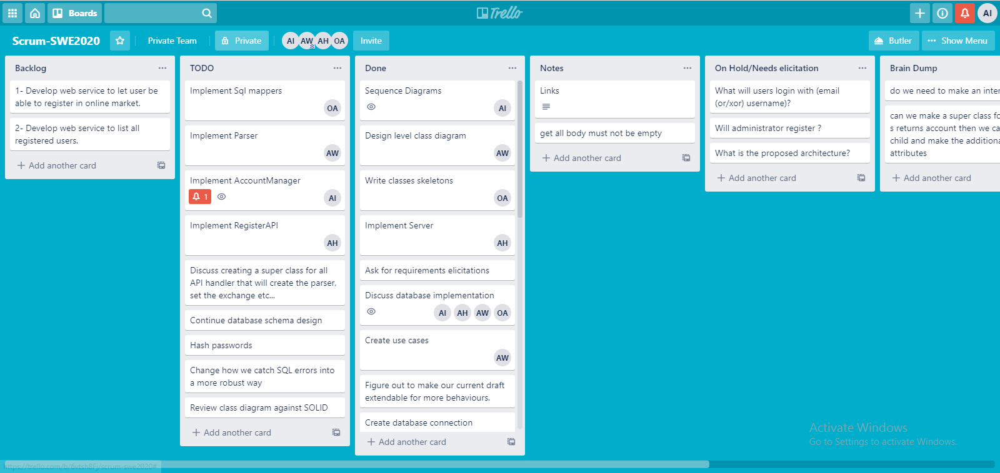 Boards
Trello
AI
Scrum-SWE2020
Private Team
Private
AI AW AH OA
Invite
Butler
··· Show Menu
Backlog ···
1- Develop web service to let user be
able to register in online market.
2- Develop web service to list all
registered users.
+ Add another card
TODO ···
Implement Sql mappers
OA
Implement Parser
AW
Implement AccountManager
1
AI
Implement RegisterAPI
AH
Discuss creating a super class for all
API handler that will create the parser,
set the exchange etc...
Continue database schema design
Hash passwords
Change how we catch SQL errors into
a more robust way
Review class diagram against SOLID
+ Add another card
Done ···
Sequence Diagrams
AI
Design level class diagram
AW
Write classes skeletons
OA
Implement Server
AH
Ask for requirements elicitations
Discuss database implementation
AI AH AW OA
Create use cases
AW
Figure out to make our current draft
extendable for more behaviours.
Create database connection
+ Add another card
Notes ···
Links
get all body must not be empty
+ Add another card
On Hold/Needs elicitation ···
What will users login with (email
(or/xor) username)?
Will administrator register ?
What is the proposed architecture?
+ Add another card
Brain Dump
do we need to make an inter
can we make a super class fo
s returns account then we ca
child and make the additiona
attributes
+ Add another card
Activate Windows
Go to Settings to activate Windows.
https://trello.com/b/6vtsh8Fj/scrum-swe2020#